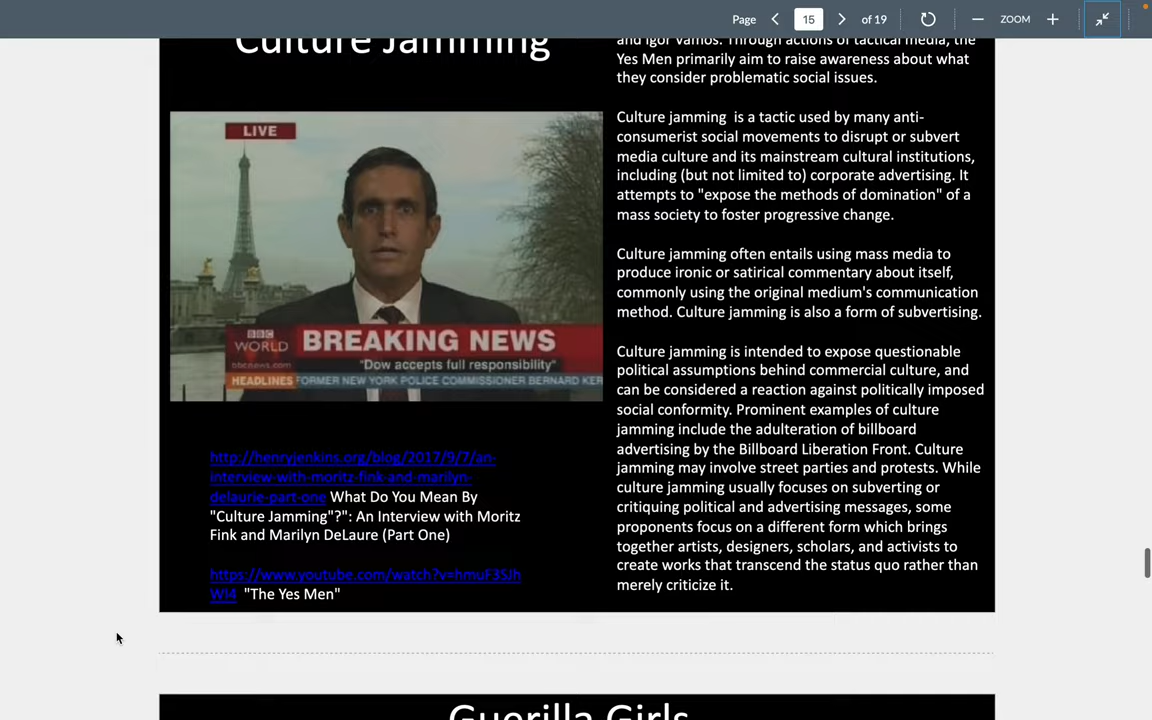 Page 15 of 19 ZOOM
Culture Jamming
and Igor Vamos. Through actions of tactical media, the
Yes Men primarily aim to raise awareness about what
they consider problematic social issues.
Culture jamming  is a tactic used by many anti-
consumerist social movements to disrupt or subvert
media culture and its mainstream cultural institutions,
including (but not limited to) corporate advertising. It
attempts to "expose the methods of domination" of a
mass society to foster progressive change.
Culture jamming often entails using mass media to
produce ironic or satirical commentary about itself,
commonly using the original medium's communication
method. Culture jamming is also a form of subvertising.
Culture jamming is intended to expose questionable
political assumptions behind commercial culture, and
can be considered a reaction against politically imposed
social conformity. Prominent examples of culture
jamming include the adulteration of billboard
advertising by the Billboard Liberation Front. Culture
jamming may involve street parties and protests. While
culture jamming usually focuses on subverting or
critiquing political and advertising messages, some
proponents focus on a different form which brings
together artists, designers, scholars, and activists to
create works that transcend the status quo rather than
merely criticize it.
LIVE
BBC
WORLD
bbcnews.com
BREAKING NEWS
"Dow accepts full responsibility"
HEADLINES FORMER NEW YORK POLICE COMMISSIONER BERNARD KER
http://henryjenkins.org/blog/2017/9/7/an-
interview-with-moritz-fink-and-marilyn-
delaurie-part-one What Do You Mean By
"Culture Jamming"?": An Interview with Moritz
Fink and Marilyn DeLaure (Part One)
https://www.youtube.com/watch?v=hmuF3SJh
WI4  "The Yes Men"
Guerilla Girls